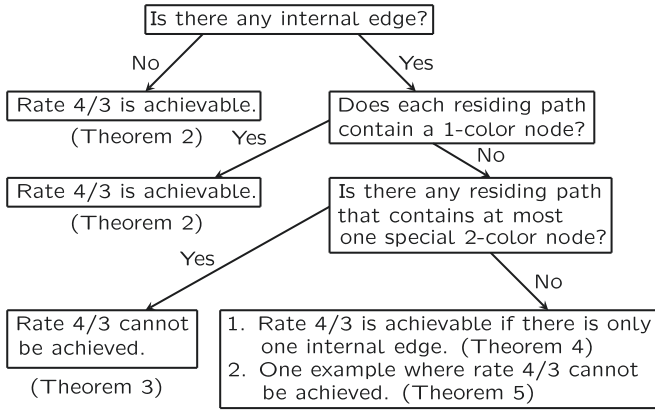 Is there any internal edge?
No
Yes
Rate 4/3 is achievable.
(Theorem 2)
Does each residing path
contain a 1-color node?
Yes
No
Rate 4/3 is achievable.
(Theorem 2)
Is there any residing path
that contains at most
one special 2-color node?
Yes
No
Rate 4/3 cannot
be achieved.
(Theorem 3)
1. Rate 4/3 is achievable if there is only
one internal edge. (Theorem 4)
2. One example where rate 4/3 cannot
be achieved. (Theorem 5)